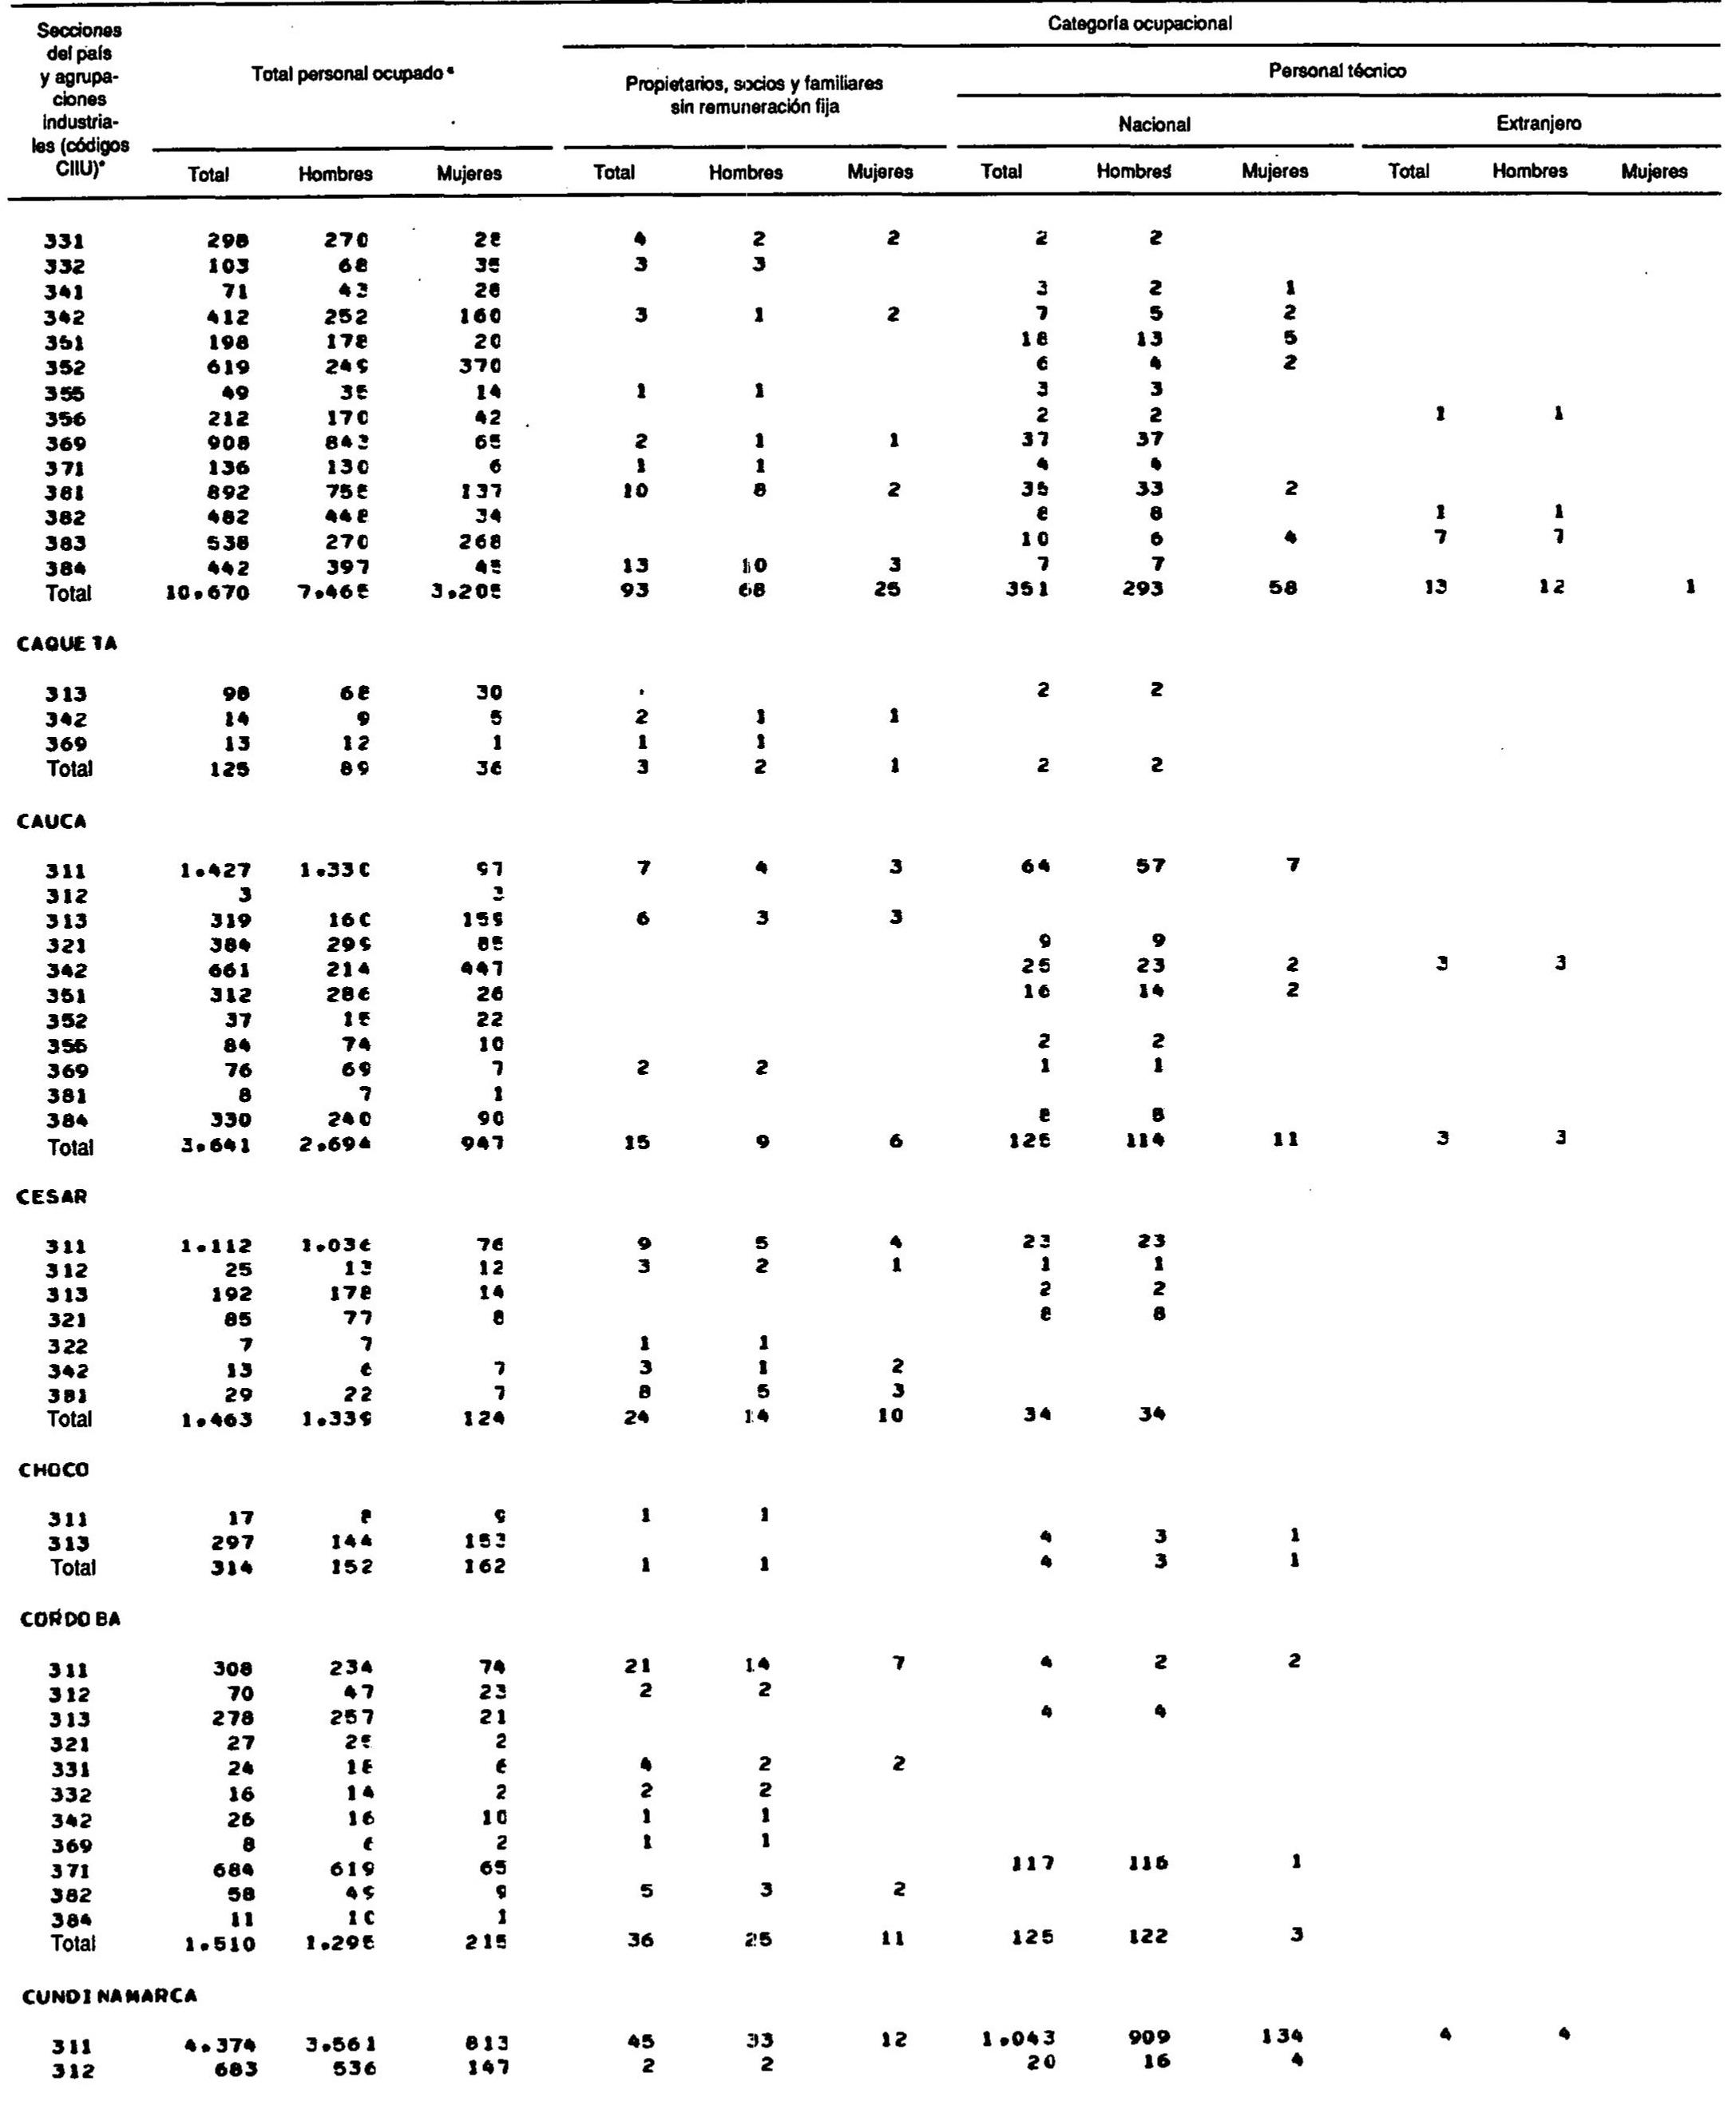 Secciones del país y agrupaciones industriales (códigos CIIU)*
Categoría ocupacional
Total personal ocupado ª
Propietarios, socios y familiares sin remuneración fija
Personal técnico
Nacional
Extranjero
Total Hombres Mujeres Total Hombres Mujeres Total Hombres Mujeres Total Hombres Mujeres
331 298 270 28 4 2 2 2 2
332 103 68 35 3 3
341 71 43 28 3 2 1
342 412 252 160 3 1 2 7 5 2
351 198 178 20 18 13 5
352 619 249 370 6 4 2
355 49 35 14 1 1 3 3
356 212 170 42 2 2 1 1
369 908 843 65 2 1 1 37 37
371 136 130 6 1 1 4 4
381 892 755 137 10 8 2 35 33 2
382 482 448 34 8 8 1 1
383 538 270 268 10 6 4 7 7
384 442 397 45 13 10 3 7 7
Total 10.670 7.465 3.205 93 68 25 351 293 58 13 12 1
CAQUETA
313 98 68 30 2 2
342 14 9 5 2 1 1
369 13 12 1 1 1
Total 125 89 36 3 2 1 2 2
CAUCA
311 1.427 1.330 97 7 4 3 64 57 7
312 3 3
313 319 160 159 6 3 3
321 384 299 85 9 9
342 661 214 447 25 23 2 3 3
351 312 286 26 16 14 2
352 37 15 22
355 84 74 10 2 2
369 76 69 7 2 2 1 1
381 8 7 1
384 330 240 90 8 8
Total 3.641 2.694 947 15 9 6 125 114 11 3 3
CESAR
311 1.112 1.036 76 9 5 4 23 23
312 25 13 12 3 2 1 1 1
313 192 178 14 2 2
321 85 77 8 8 8
322 7 7 1 1
342 13 6 7 3 1 2
381 29 22 7 8 5 3
Total 1.463 1.339 124 24 14 10 34 34
CHOCO
311 17 8 9 1 1
313 297 144 153 4 3 1
Total 314 152 162 1 1 4 3 1
CORDOBA
311 308 234 74 21 14 7 4 2 2
312 70 47 23 2 2
313 278 257 21 4 4
321 27 25 2
331 24 18 6 4 2 2
332 16 14 2 2 2
342 26 16 10 1 1
369 8 6 2 1 1
371 684 619 65 117 116 1
382 58 49 9 5 3 2
384 11 10 1
Total 1.510 1.295 215 36 25 11 125 122 3
CUNDINAMARCA
311 4.374 3.561 813 45 33 12 1.043 909 134 4 4
312 683 536 147 2 2 20 16 4